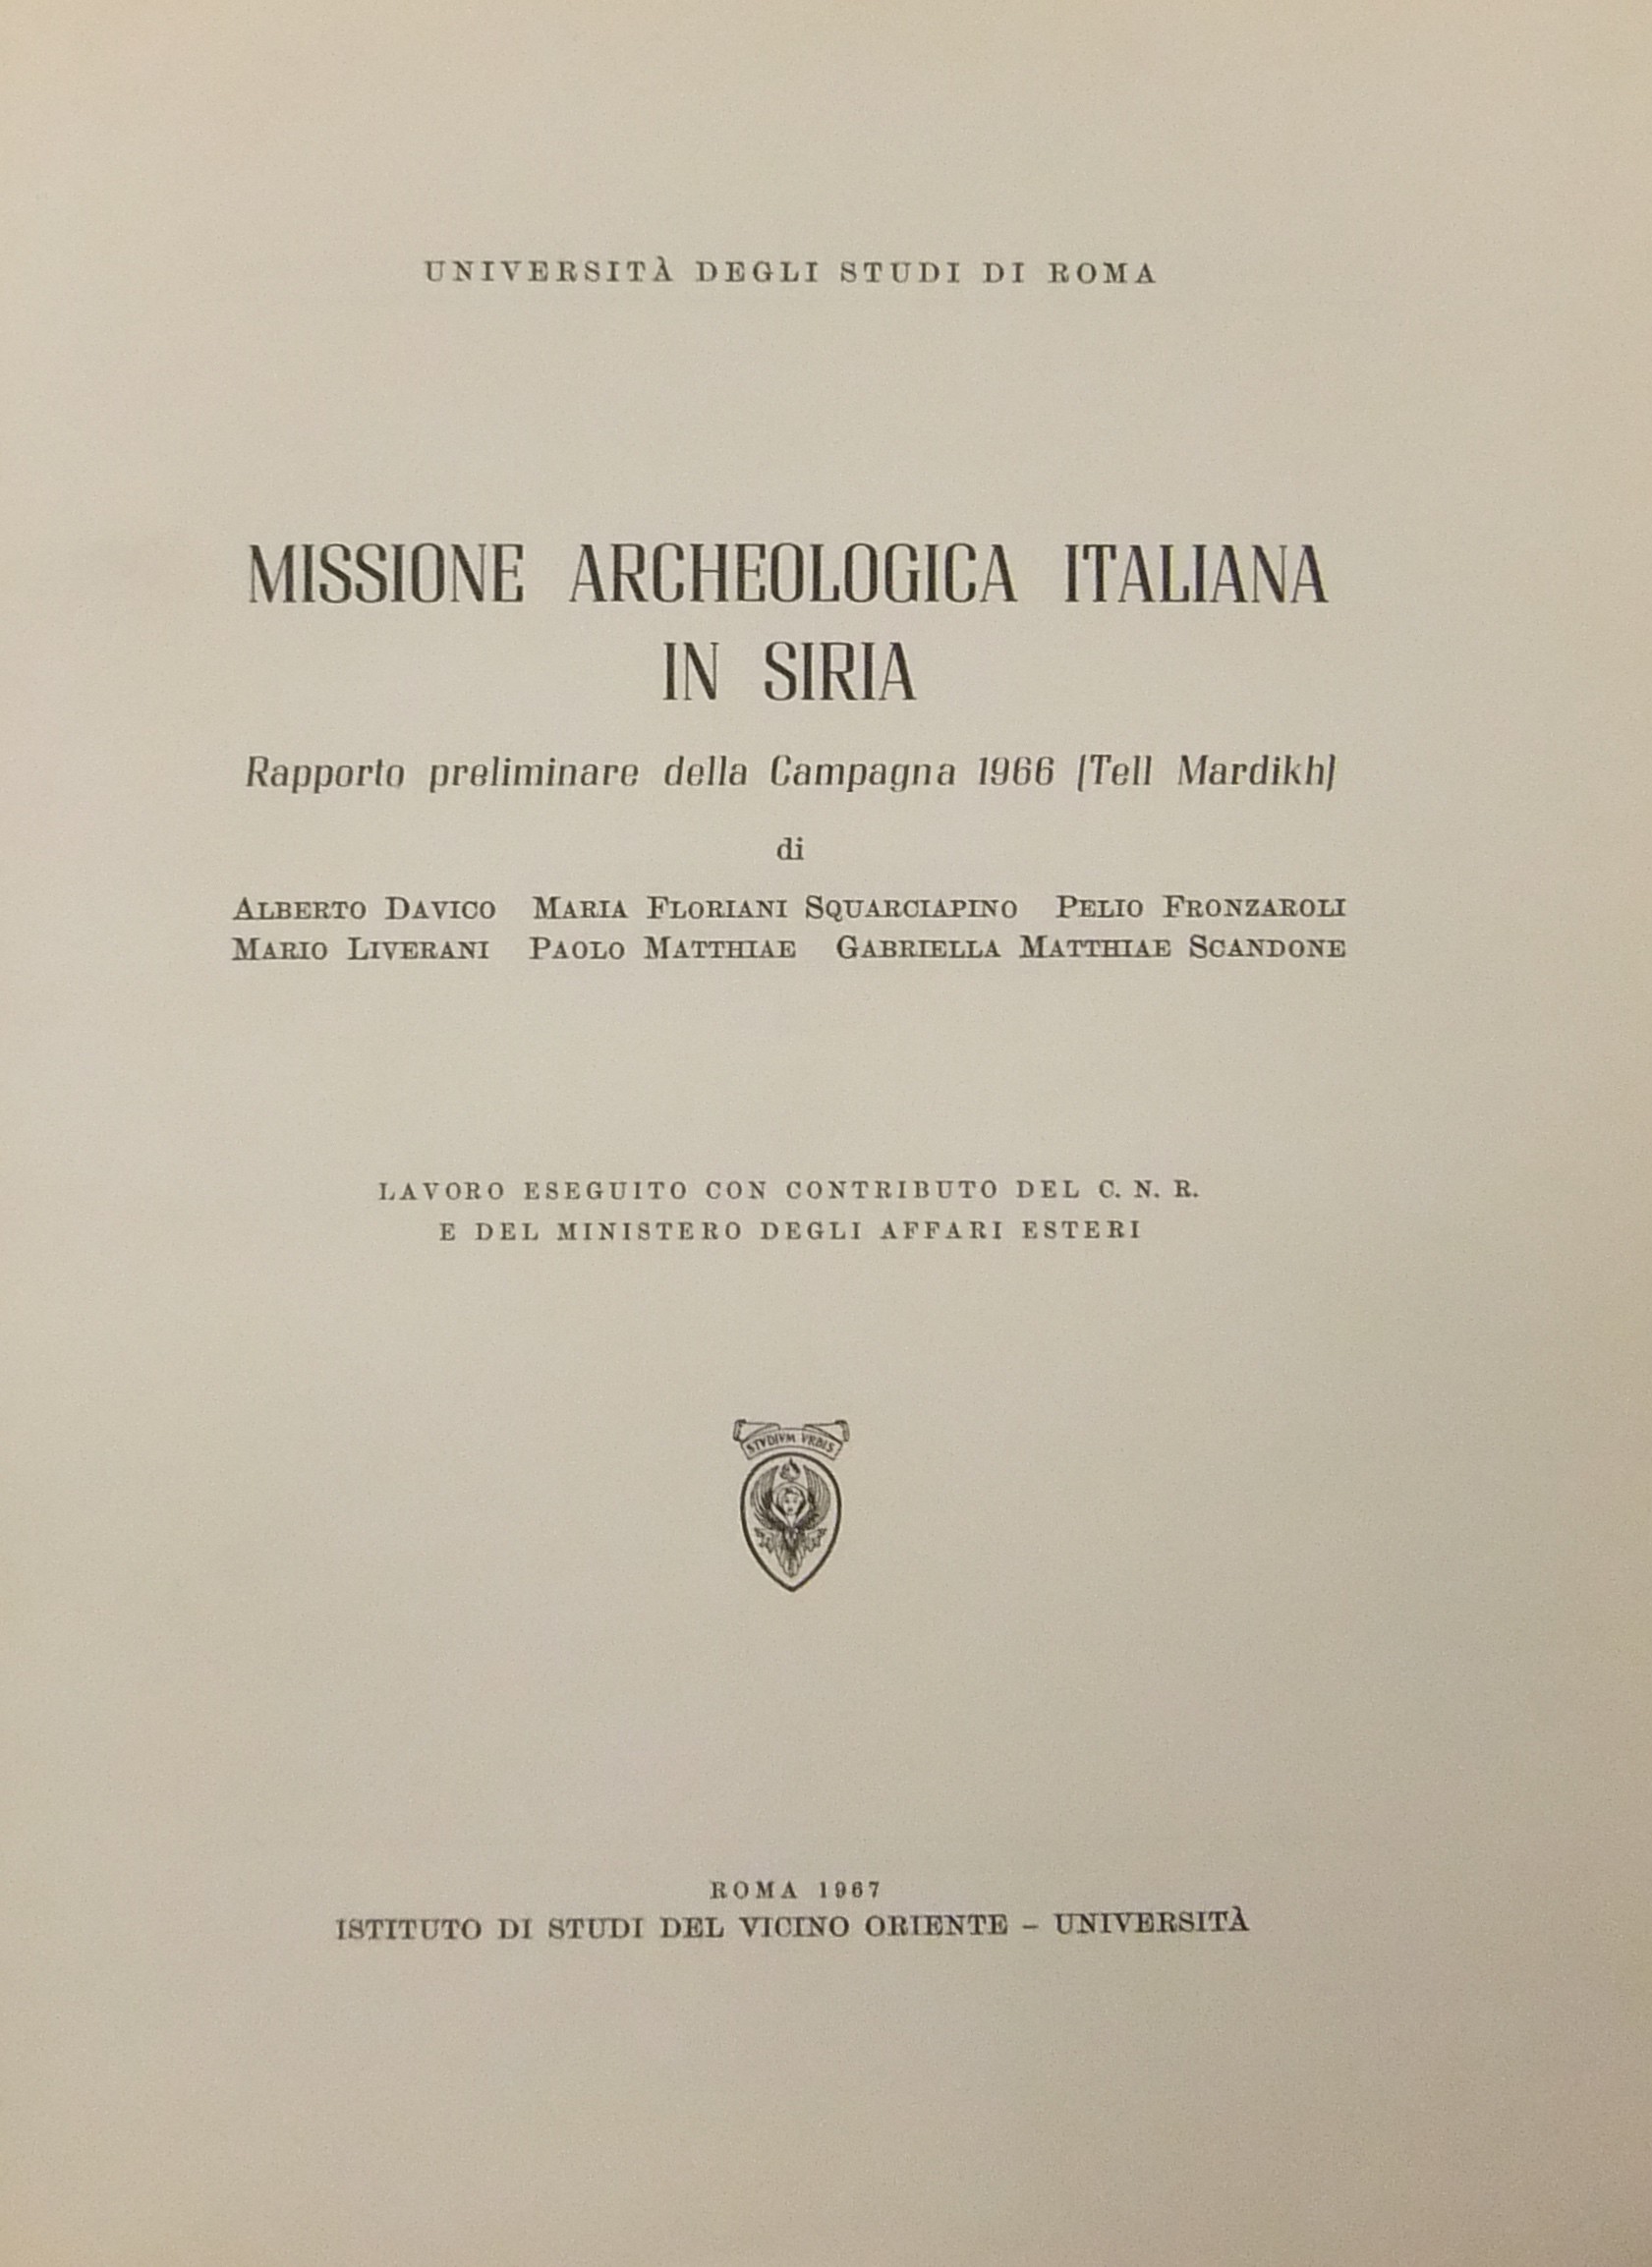 UNIVERSITÀ DEGLI STUDI DI ROMA
MISSIONE ARCHEOLOGICA ITALIANA
IN SIRIA
Rapporto preliminare della Campagna 1966 (Tell Mardikh)
di
ALBERTO DAVICO MARIA FLORIANI SQUARCIAPINO PELIO FRONZAROLI
MARIO LIVERANI PAOLO MATTHIAE GABRIELLA MATTHIAE SCANDONE
LAVORO ESEGUITO CON CONTRIBUTO DEL C. N. R.
E DEL MINISTERO DEGLI AFFARI ESTERI
STVDIVM VRBIS
ROMA 1967
ISTITUTO DI STUDI DEL VICINO ORIENTE – UNIVERSITÀ